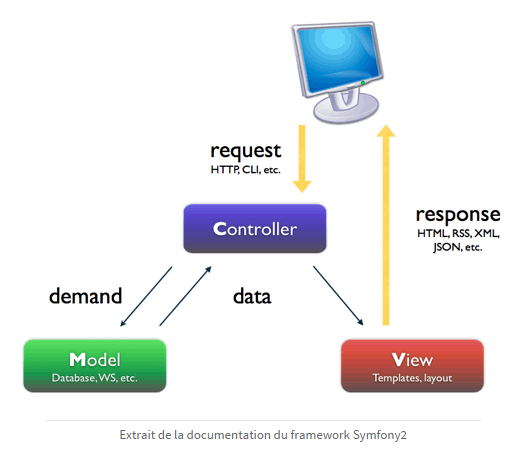 request
HTTP, CLI, etc.
Controller
response
HTML, RSS, XML,
JSON, etc.
demand
data
Model
Database, WS, etc.
View
Templates, layout
Extrait de la documentation du framework Symfony2